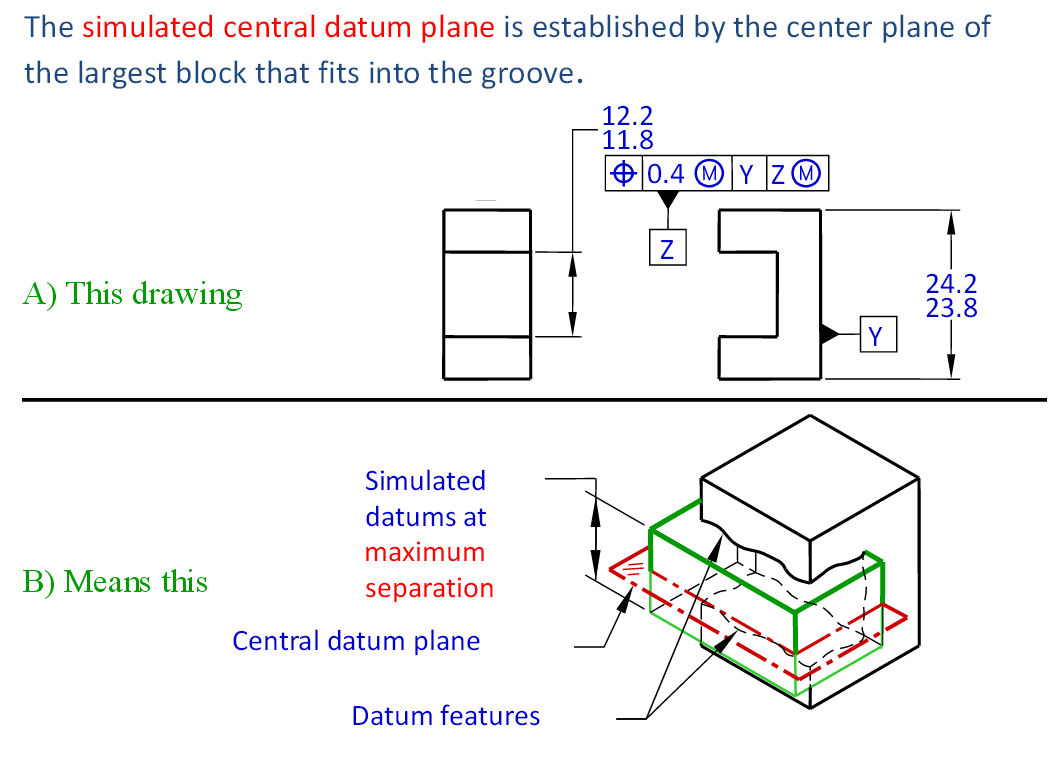 The simulated central datum plane is established by the center plane of
the largest block that fits into the groove.
12.2
11.8
⌖ 0.4 Ⓜ Y Z Ⓜ
Z
A) This drawing
24.2
23.8
Y
Simulated
datums at
maximum
separation
B) Means this
Central datum plane
Datum features